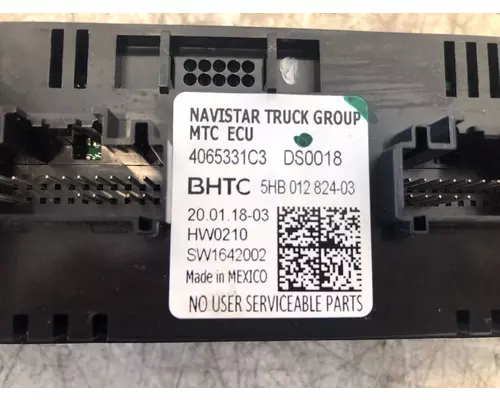 NAVISTAR TRUCK GROUP
MTC ECU
4065331C3 DS0018
BHTC 5HB 012 824-03
20.01.18-03
HW0210
SW1642002
Made in MEXICO
NO USER SERVICEABLE PARTS